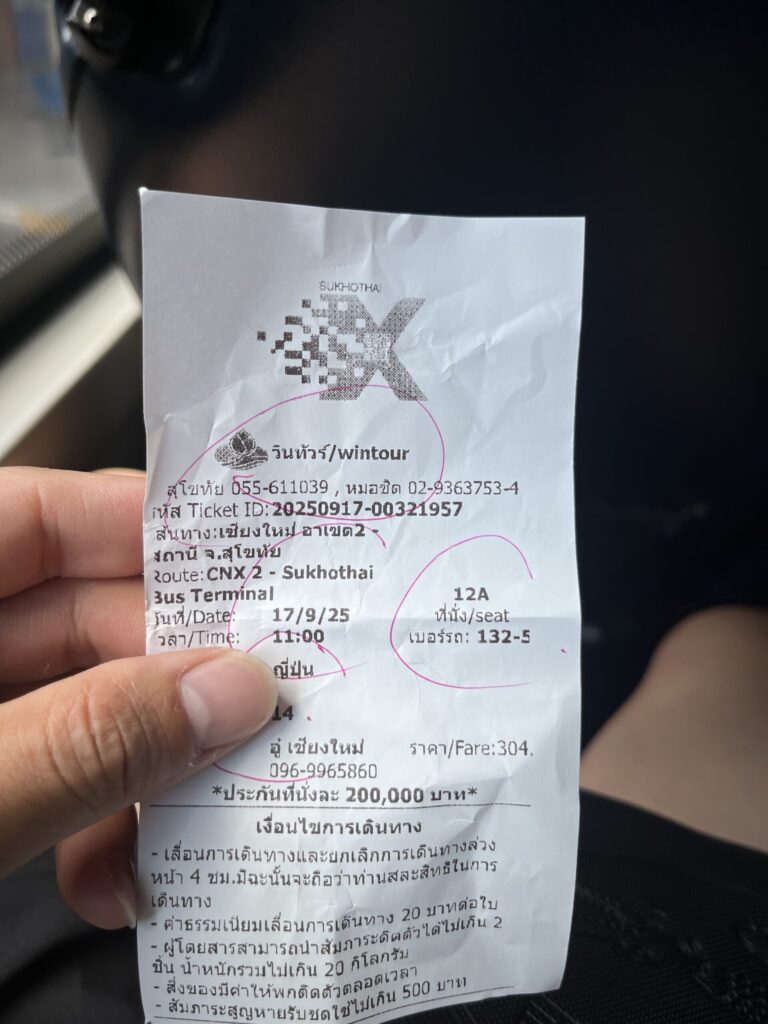 SUKHOTHAI
X
วินทัวร์/wintour
สุโขทัย 055-611039 , หมอชิต 02-9363753-4
รหัส Ticket ID: 20250917-00321957
เส้นทาง:เชียงใหม่ อาเขต2 -
สถานี จ.สุโขทัย
Route: CNX 2 - Sukhothai
Bus Terminal
12A
วันที่/Date: 17/9/25
ที่นั่ง/seat
เวลา/Time: 11:00
เบอร์รถ: 132-5
ญี่ปุ่น
14
อู๋ เชียงใหม่ ราคา/Fare:304.
096-9965860
*ประกันที่นั่งละ 200,000 บาท*
เงื่อนไขการเดินทาง
- เลื่อนการเดินทางและยกเลิกการเดินทางล่วง
หน้า 4 ชม.มิฉะนั้นจะถือว่าท่านสละสิทธิในการ
เดินทาง
- ค่าธรรมเนียมเลื่อนการเดินทาง 20 บาทต่อใบ
- ผู้โดยสารสามารถนำสัมภาระติดตัวได้ไม่เกิน 2
ชิ้น น้ำหนักรวมไม่เกิน 20 กิโลกรัม
- สิ่งของมีค่าให้พกติดตัวตลอดเวลา
- สัมภาระสูญหายรับชดใช้ไม่เกิน 500 บาท